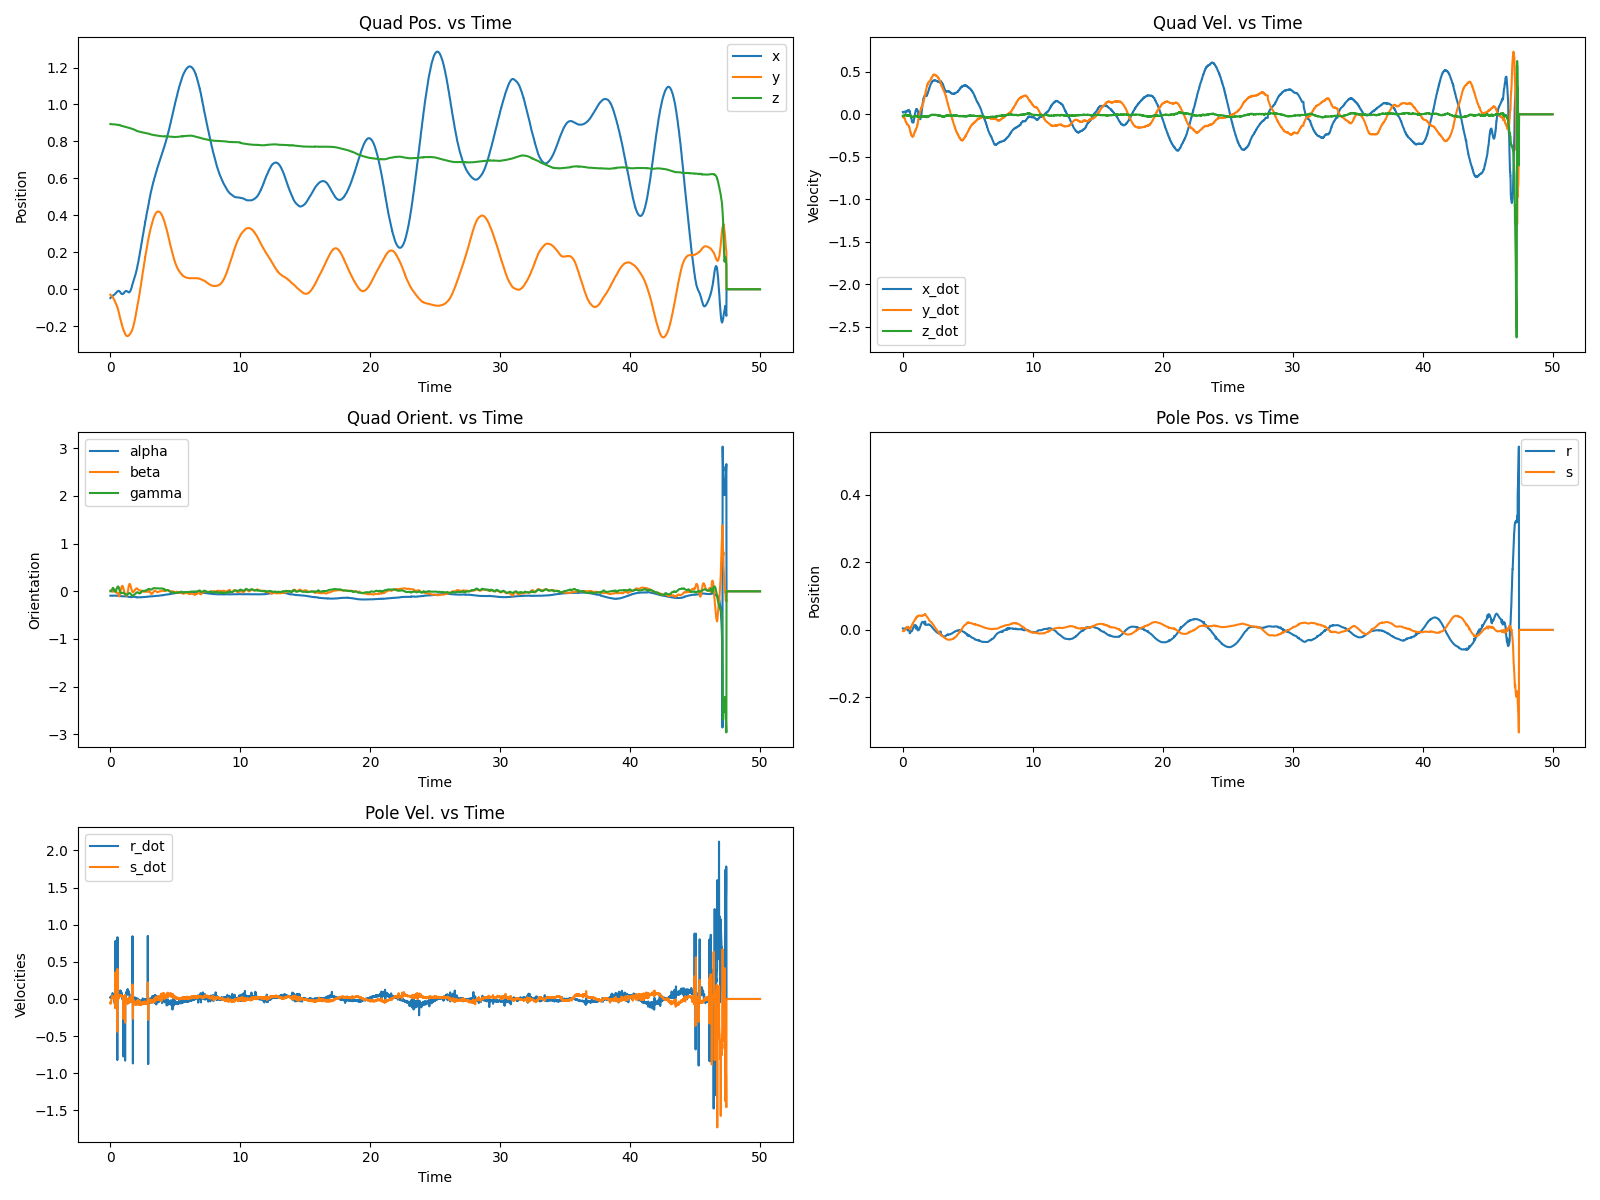 Quad Pos. vs Time
Position
1.2
1.0
0.8
0.6
0.4
0.2
0.0
−0.2
x
y
z
0 10 20 30 40 50
Time
Quad Vel. vs Time
Velocity
0.5
0.0
−0.5
−1.0
−1.5
−2.0
−2.5
x_dot
y_dot
z_dot
0 10 20 30 40 50
Time
Quad Orient. vs Time
Orientation
3
2
1
0
−1
−2
−3
alpha
beta
gamma
0 10 20 30 40 50
Time
Pole Pos. vs Time
Position
0.4
0.2
0.0
−0.2
r
s
0 10 20 30 40 50
Time
Pole Vel. vs Time
Velocities
2.0
1.5
1.0
0.5
0.0
−0.5
−1.0
−1.5
r_dot
s_dot
0 10 20 30 40 50
Time